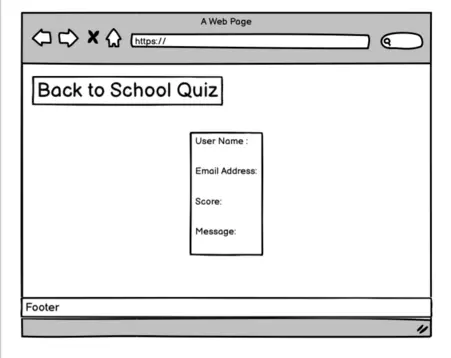 A Web Page
https://
Back to School Quiz
User Name :
Email Address:
Score:
Message:
Footer